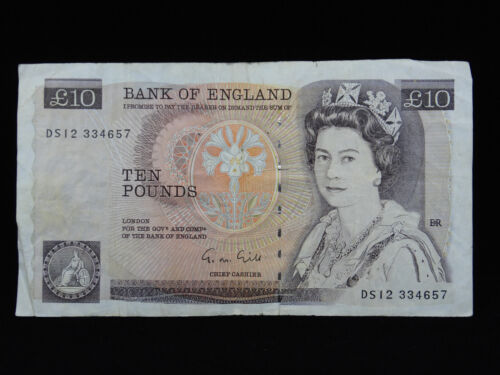 £10
BANK OF ENGLAND
£10
I PROMISE TO PAY THE BEARER ON DEMAND THE SUM OF
DS12 334657
TEN
POUNDS
LONDON
FOR THE GOVR AND COMPA
OF THE BANK OF ENGLAND
G. M. Gill
CHIEF CASHIER
ER
DS12 334657